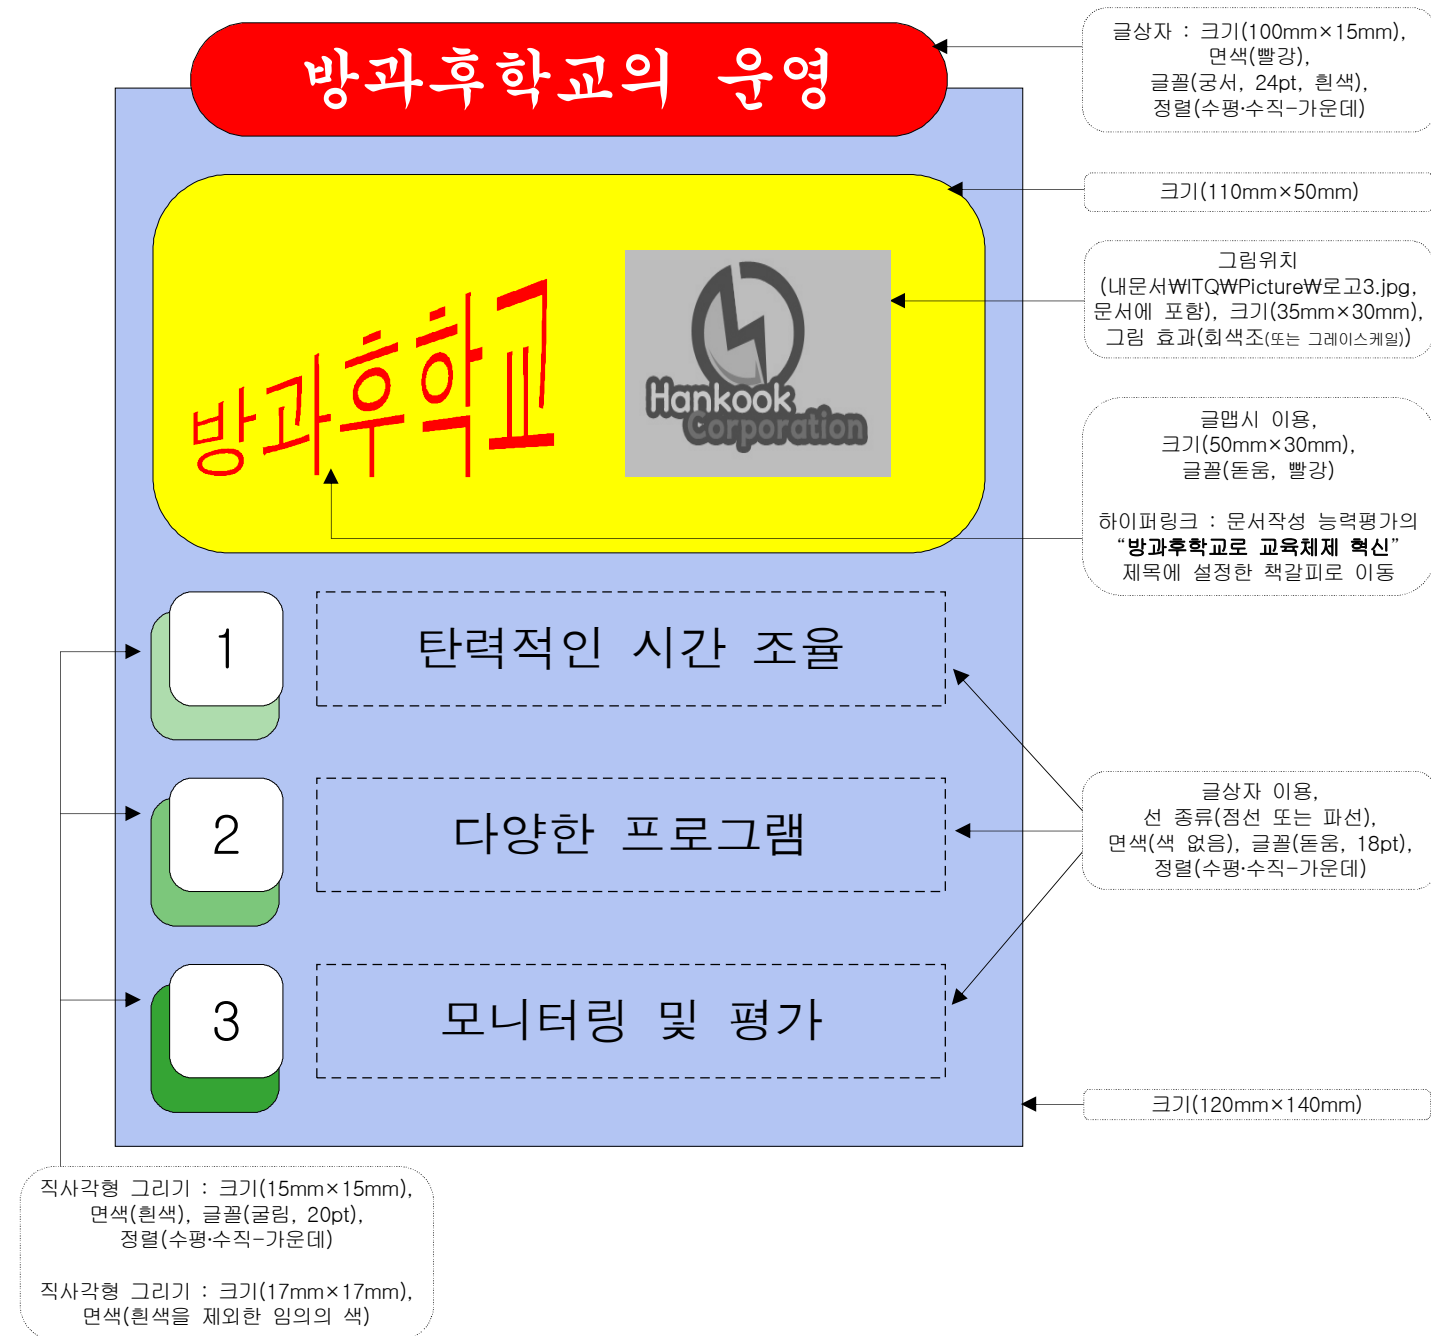 방과후학교의 운영
글상자 : 크기(100mm×15mm),
면색(빨강),
글꼴(궁서, 24pt, 흰색),
정렬(수평·수직-가운데)
크기(110mm×50mm)
그림위치
(내문서₩ITQ₩Picture₩로고3.jpg,
문서에 포함), 크기(35mm×30mm),
그림 효과(회색조(또는 그레이스케일))
방과후학교
Hankook
Corporation
글맵시 이용,
크기(50mm×30mm),
글꼴(돋움, 빨강)
하이퍼링크 : 문서작성 능력평가의
“방과후학교로 교육체제 혁신”
제목에 설정한 책갈피로 이동
1
탄력적인 시간 조율
2
다양한 프로그램
글상자 이용,
선 종류(점선 또는 파선),
면색(색 없음), 글꼴(돋움, 18pt),
정렬(수평·수직-가운데)
3
모니터링 및 평가
크기(120mm×140mm)
직사각형 그리기 : 크기(15mm×15mm),
면색(흰색), 글꼴(굴림, 20pt),
정렬(수평·수직-가운데)
직사각형 그리기 : 크기(17mm×17mm),
면색(흰색을 제외한 임의의 색)